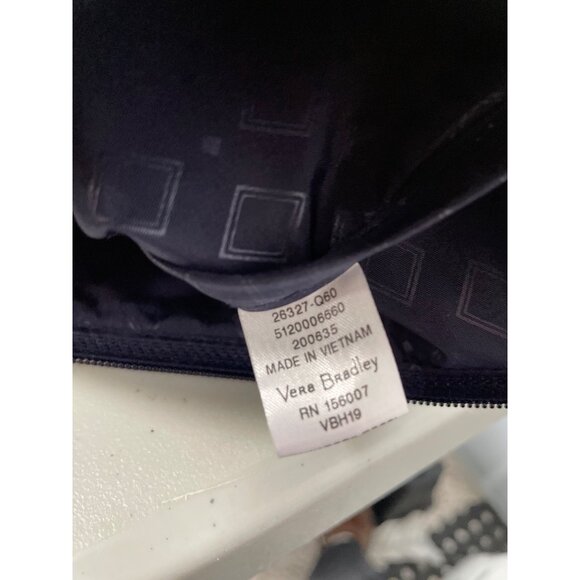 26327-Q60
5120006660
200635
MADE IN VIETNAM
Vera Bradley
RN 156007
VBH19